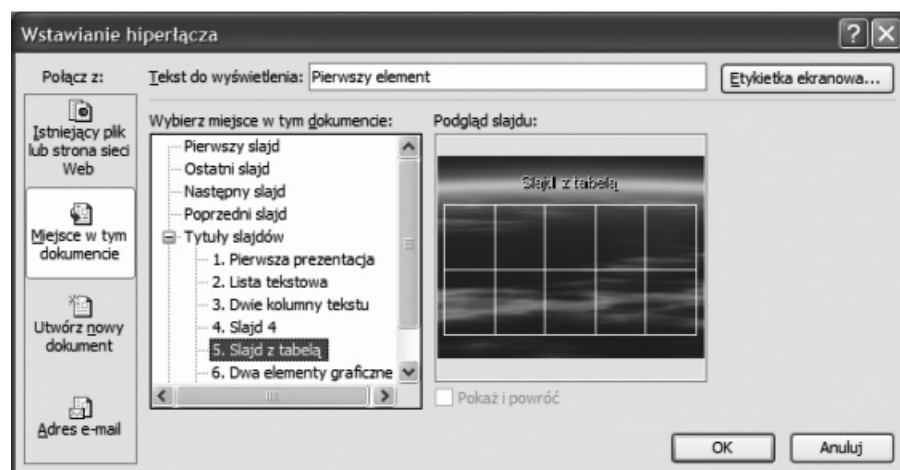 Wstawianie hiperłącza
Połącz z:
Tekst do wyświetlenia: Pierwszy element
Etykietka ekranowa...
Istniejący plik
lub strona sieci
Web
Miejsce w tym
dokumencie
Utwórz nowy
dokument
Adres e-mail
Wybierz miejsce w tym dokumencie:
Pierwszy slajd
Ostatni slajd
Następny slajd
Poprzedni slajd
Tytuły slajdów
1. Pierwsza prezentacja
2. Lista tekstowa
3. Dwie kolumny tekstu
4. Slajd 4
5. Slajd z tabelą
6. Dwa elementy graficzne
Podgląd slajdu:
Slajd z tabelą
Pokaż i powróć
OK
Anuluj